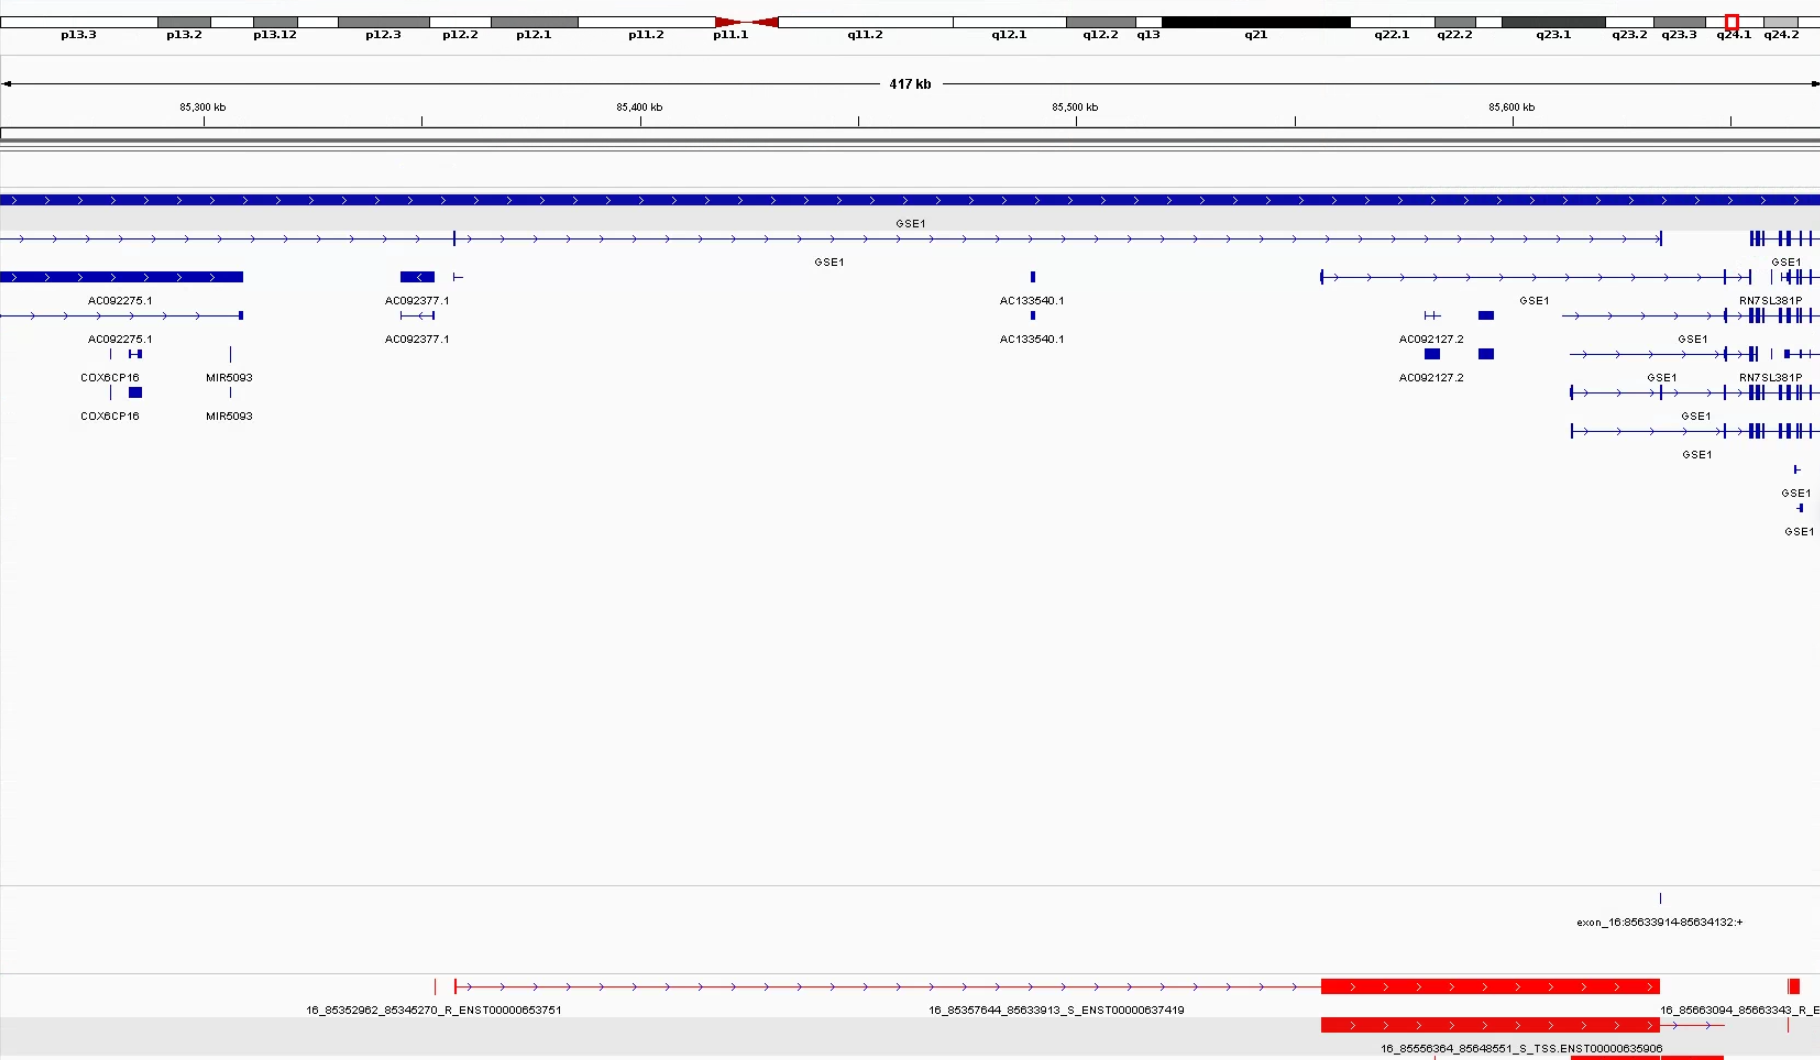 p13.3 p13.2 p13.12 p12.3 p12.2 p12.1 p11.2 p11.1 q11.2 q12.1 q12.2 q13 q21 q22.1 q22.2 q23.1 q23.2 q23.3 q24.1 q24.2
417 kb
85,300 kb 85,400 kb 85,500 kb 85,600 kb
GSE1
GSE1 GSE1
AC092275.1 AC092377.1 AC133540.1 GSE1 RN7SL381P
AC092275.1 AC092377.1 AC133540.1 AC092127.2 GSE1
COX6CP16 MIR5093 AC092127.2 GSE1 RN7SL381P
COX6CP16 MIR5093 GSE1
GSE1
GSE1
GSE1
exon_16:85633914-85634132:+
16_85352962_85345270_R_ENST00000653751 16_85357644_85633913_S_ENST00000637419 16_85663094_85663343_R_E
16_85556364_85648551_S_TSS.ENST00000635906